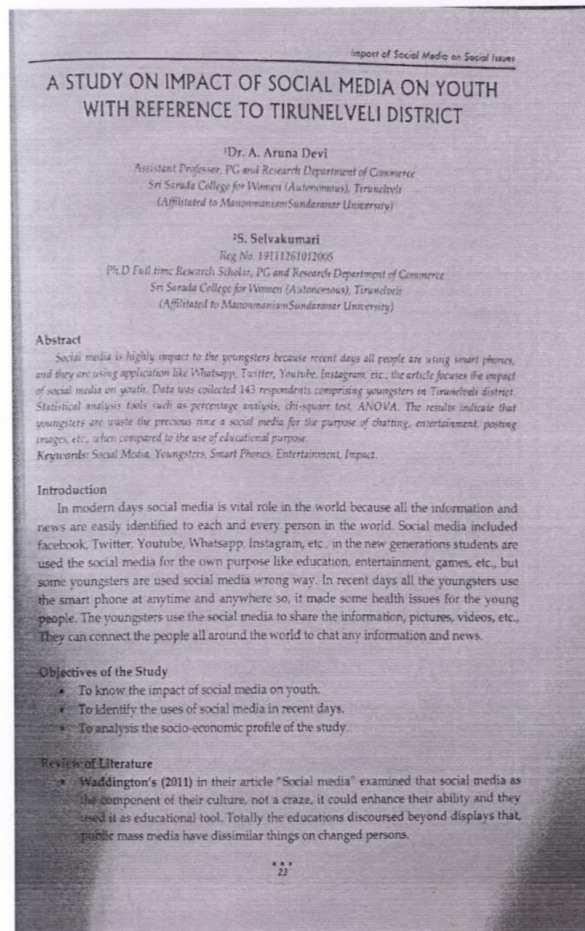 Impact of Social Media on Social Issues
A STUDY ON IMPACT OF SOCIAL MEDIA ON YOUTH
WITH REFERENCE TO TIRUNELVELI DISTRICT
¹Dr. A. Aruna Devi
Assistant Professor, PG and Research Department of Commerce
Sri Sarada College for Women (Autonomous), Tirunelveli
(Affilitated to ManonmaniamSundaranar University)
²S. Selvakumari
Reg No. 19111261012005
Ph.D Full time Research Scholar, PG and Research Department of Commerce
Sri Sarada College for Women (Autonomous), Tirunelveli
(Affilitated to ManonmaniamSundaranar University)
Abstract
Social media is highly impact to the youngsters because recent days all people are using smart phones,
and they are using application like Whatsapp, Twitter, Youtube, Instagram, etc., the article focuses the impact
of social media on youth. Data was collected 143 respondents comprising youngsters in Tirunelveli district.
Statistical analysis tools such as percentage analysis, chi-square test, ANOVA. The results indicate that
youngsters are waste the precious time a social media for the purpose of chatting, entertainment, posting
images, etc., when compared to the use of educational purpose.
Keywords: Social Media, Youngsters, Smart Phones, Entertainment, Impact.
Introduction
In modern days social media is vital role in the world because all the information and
news are easily identified to each and every person in the world. Social media included
facebook, Twitter, Youtube, Whatsapp, Instagram, etc., in the new generations students are
used the social media for the own purpose like education, entertainment, games, etc., but
some youngsters are used social media wrong way. In recent days all the youngsters use
the smart phone at anytime and anywhere so, it made some health issues for the young
people. The youngsters use the social media to share the information, pictures, videos, etc.,
They can connect the people all around the world to chat any information and news.
Objectives of the Study
• To know the impact of social media on youth.
• To identify the uses of social media in recent days.
• To analysis the socio-economic profile of the study.
Review of Literature
• Waddington's (2011) in their article "Social media" examined that social media as
the component of their culture, not a craze, it could enhance their ability and they
used it as educational tool. Totally the educations discoursed beyond displays that,
public mass media have dissimilar things on changed persons.
23